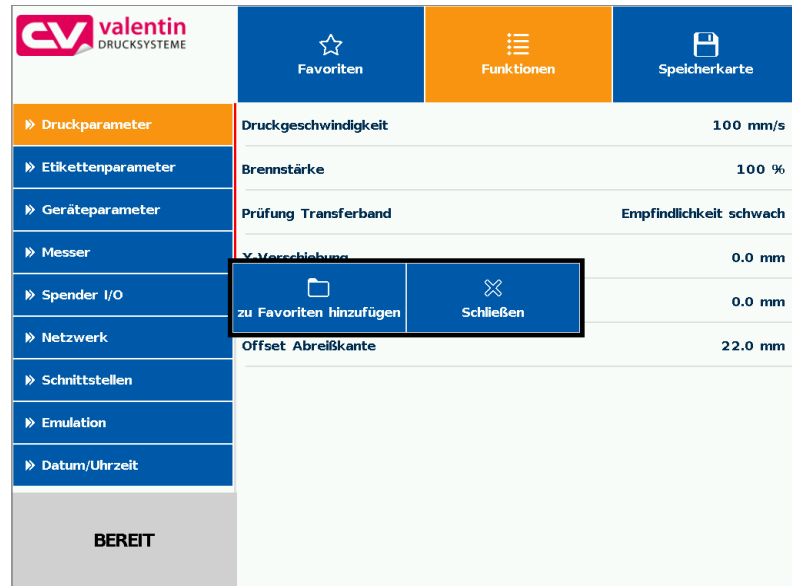 CV valentin
DRUCKSYSTEME
Favoriten
Funktionen
Speicherkarte
Druckparameter
Etikettenparameter
Geräteparameter
Messer
Spender I/O
Netzwerk
Schnittstellen
Emulation
Datum/Uhrzeit
BEREIT
Druckgeschwindigkeit 100 mm/s
Brennstärke 100 %
Prüfung Transferband Empfindlichkeit schwach
X-Verschiebung 0.0 mm
0.0 mm
Offset Abreißkante 22.0 mm
zu Favoriten hinzufügen
Schließen